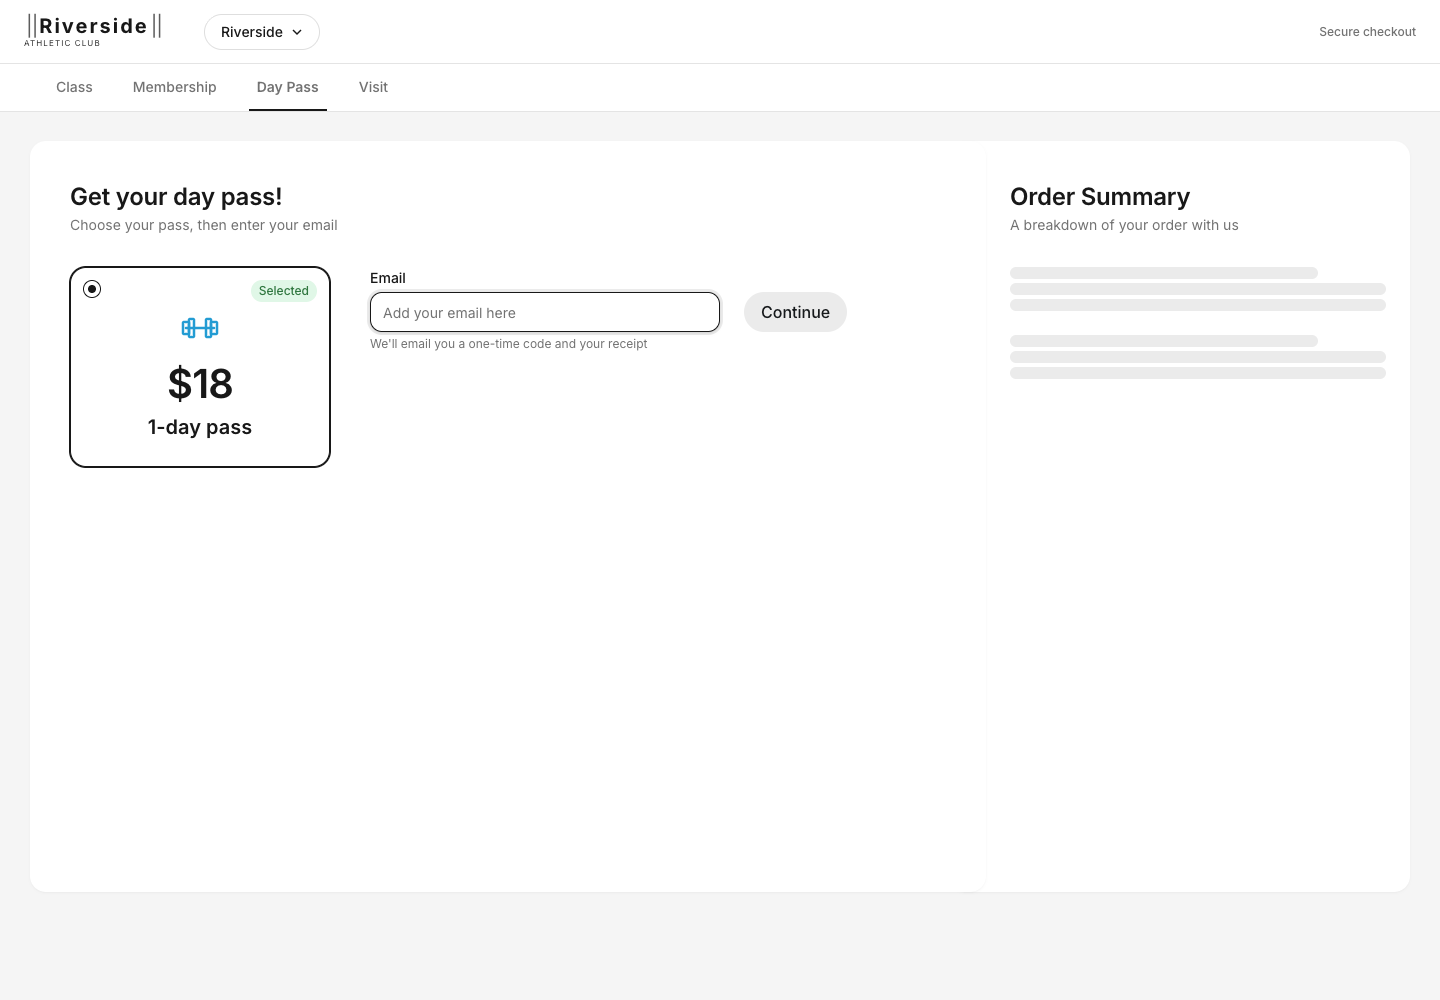 Riverside
ATHLETIC CLUB
Riverside
Secure checkout
Class
Membership
Day Pass
Visit
Get your day pass!
Choose your pass, then enter your email
Selected
$18
1-day pass
Email
Add your email here
Continue
We'll email you a one-time code and your receipt
Order Summary
A breakdown of your order with us